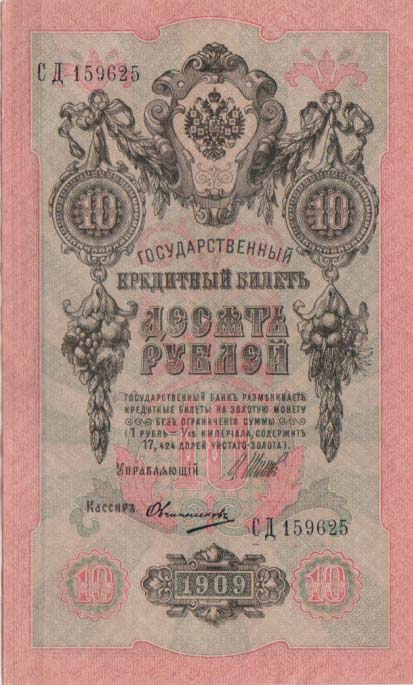 СД 159625
10 10
ГОСУДАРСТВЕННЫЙ
КРЕДИТНЫЙ БИЛЕТЪ
ДЕСЯТЬ
РУБЛЕЙ
ГОСУДАРСТВЕННЫЙ БАНКЪ РАЗМѢНИВАЕТЪ
КРЕДИТНЫЕ БИЛЕТЫ НА ЗОЛОТУЮ МОНЕТУ
БЕЗЪ ОГРАНИЧЕНІЯ СУММЫ
(1 РУБЛЬ = 1/15 ИМПЕРІАЛА, СОДЕРЖИТЪ
17,424 ДОЛЕЙ ЧИСТАГО ЗОЛОТА).
10
Управляющій
Кассиръ
СД 159625
10 1909 10